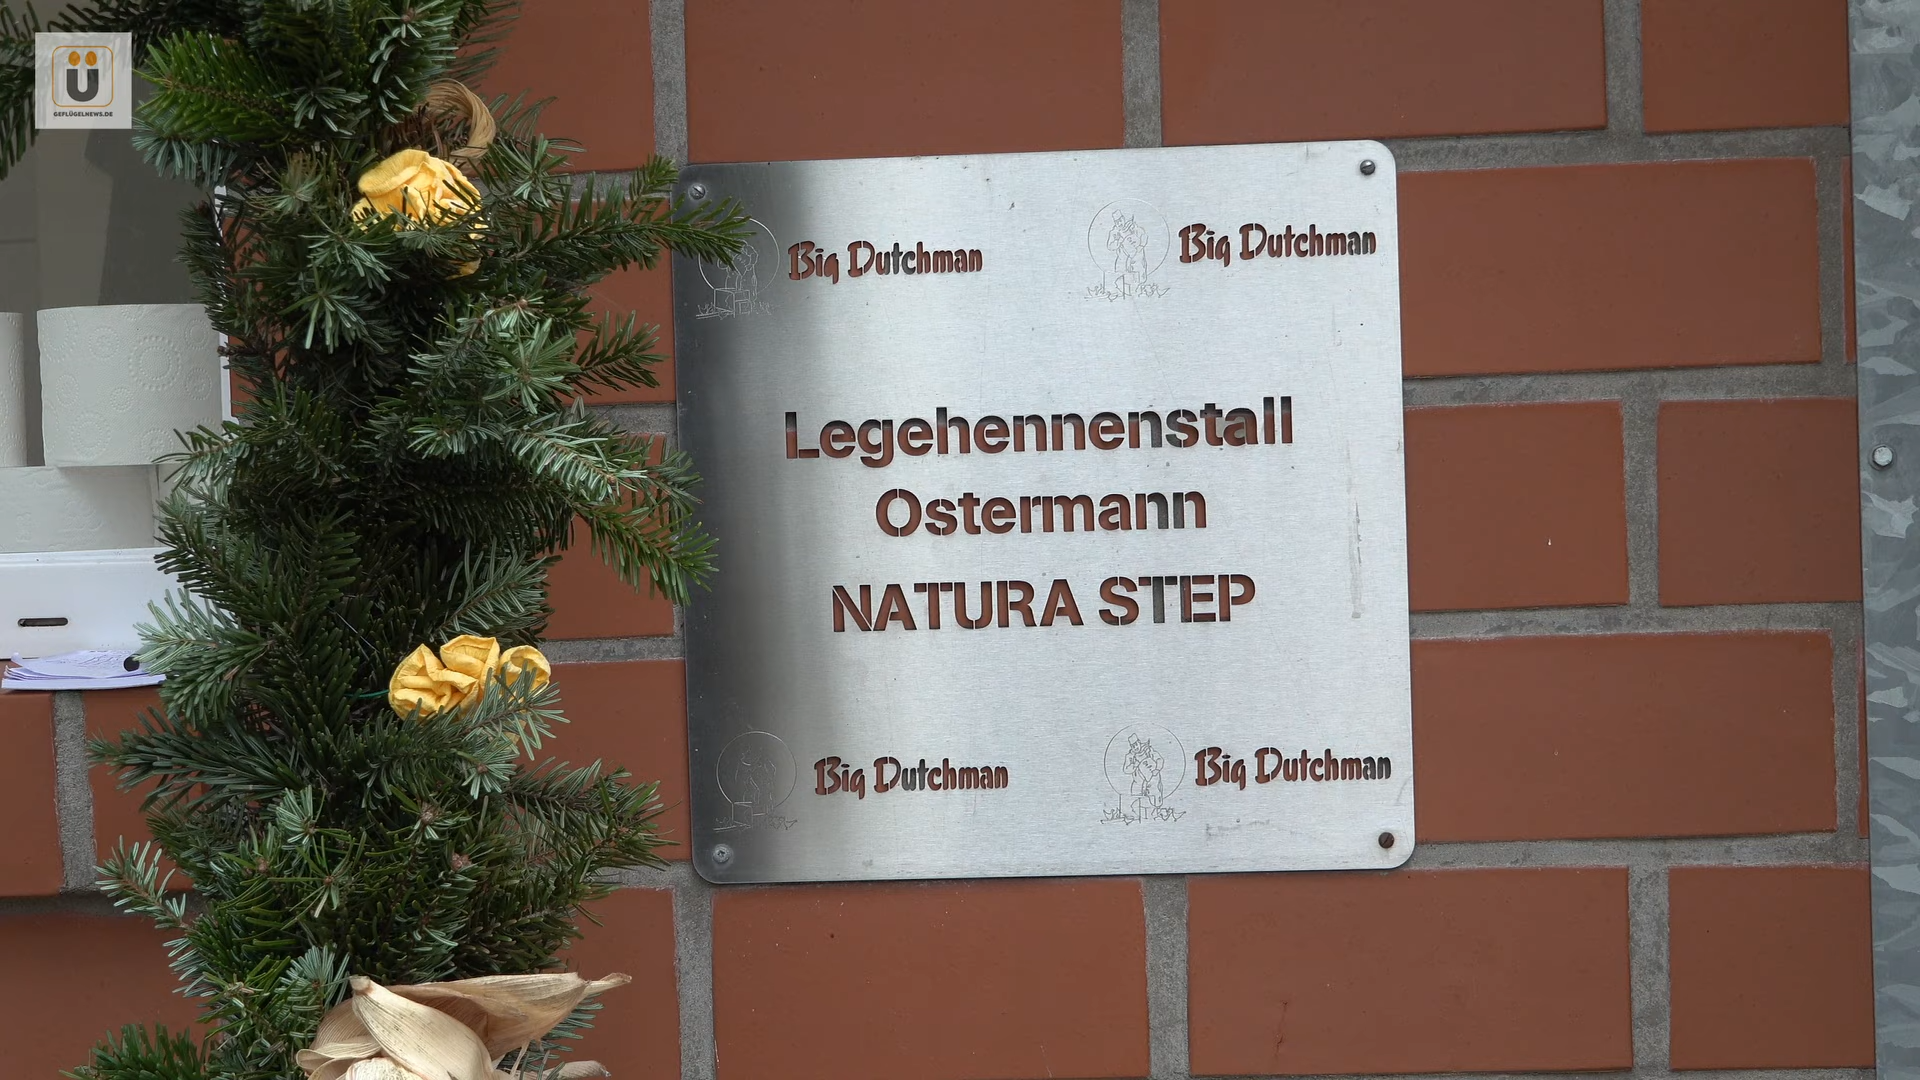 Ü
GEFLÜGELNEWS.DE
Big Dutchman
Big Dutchman
Legehennenstall
Ostermann
NATURA STEP
Big Dutchman
Big Dutchman